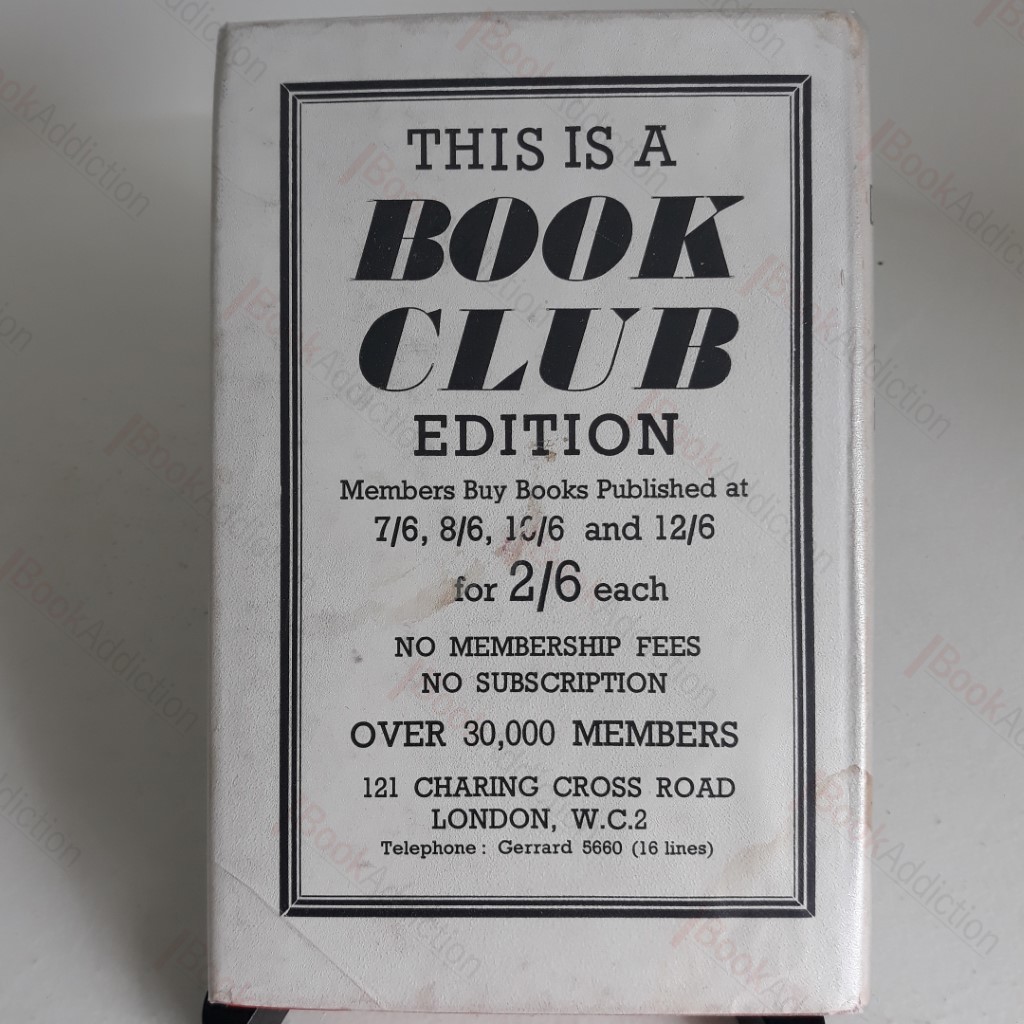 THIS IS A
BOOK
CLUB
EDITION
Members Buy Books Published at
7/6, 8/6, 10/6 and 12/6
for 2/6 each
NO MEMBERSHIP FEES
NO SUBSCRIPTION
OVER 30,000 MEMBERS
121 CHARING CROSS ROAD
LONDON, W.C.2
Telephone : Gerrard 5660 (16 lines)